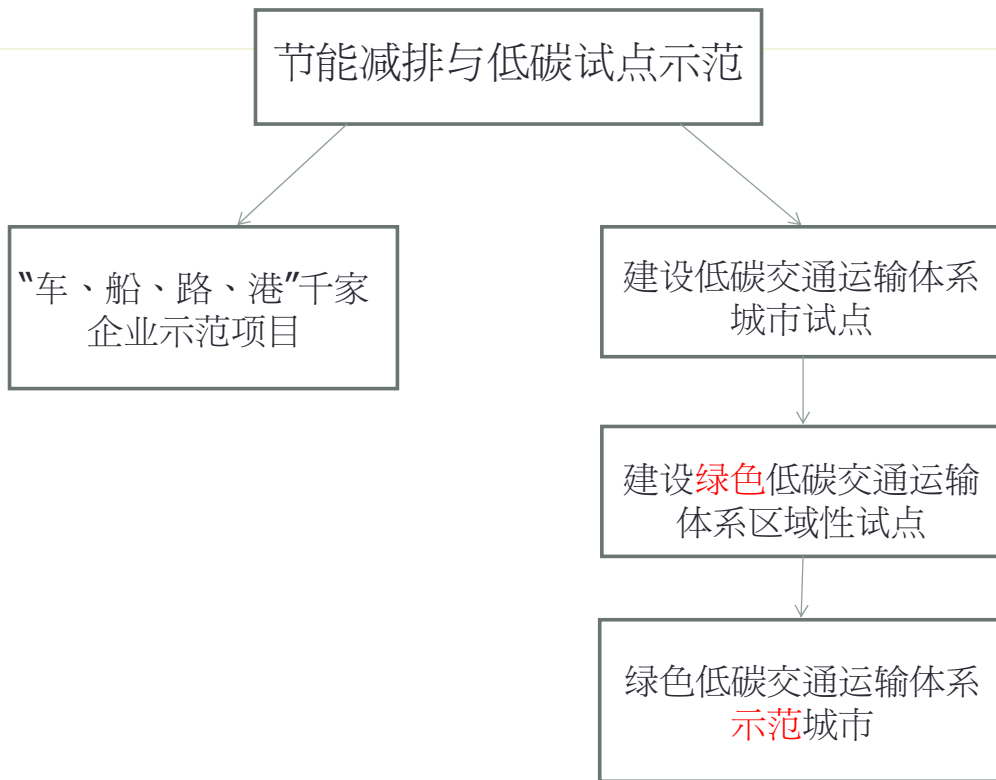 节能减排与低碳试点示范
“车、船、路、港”千家
企业示范项目
建设低碳交通运输体系
城市试点
建设绿色低碳交通运输
体系区域性试点
绿色低碳交通运输体系
示范城市